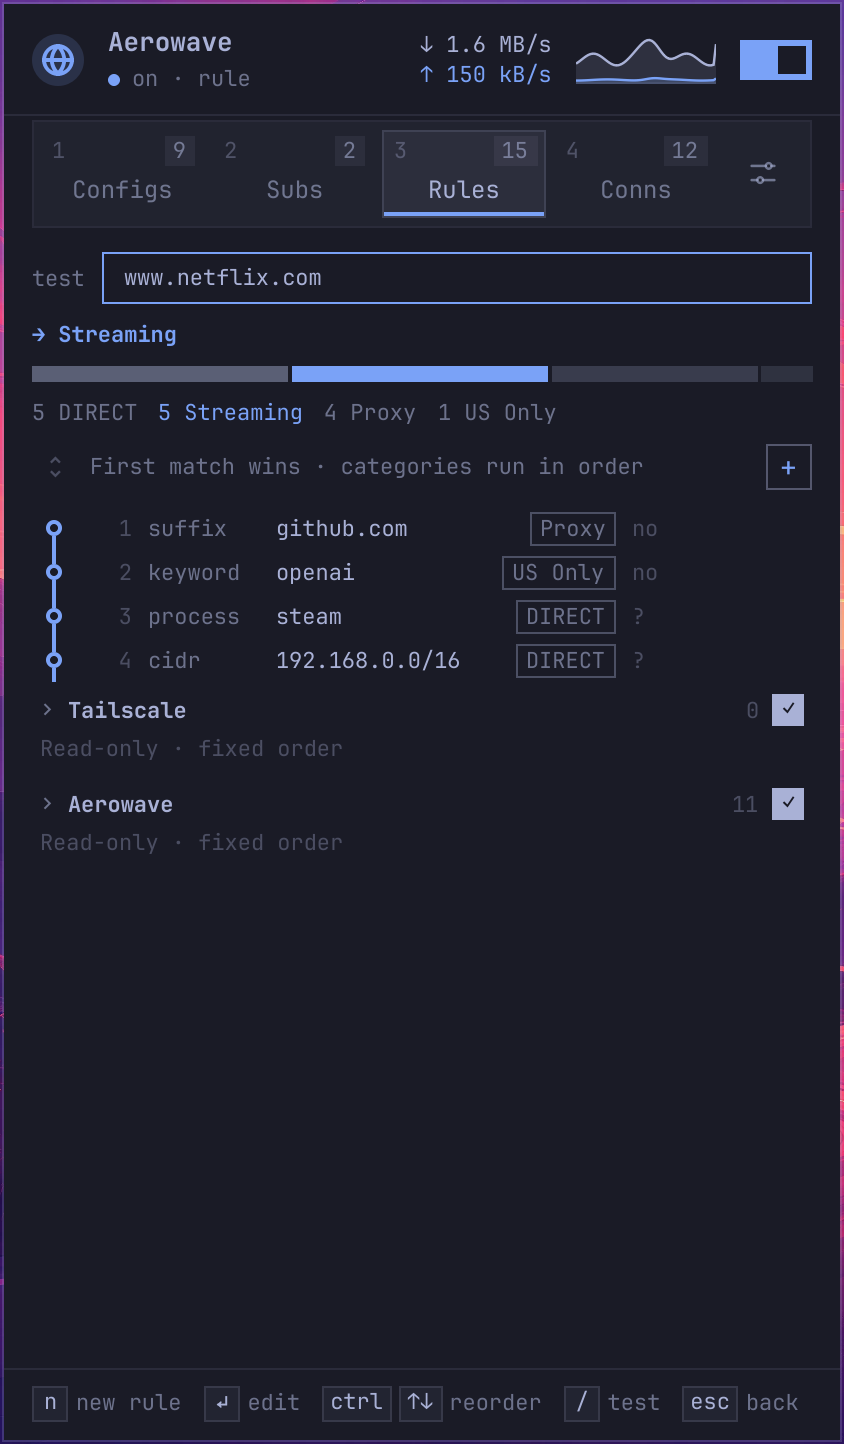 Aerowave
on · rule
↓ 1.6 MB/s
↑ 150 kB/s
1 9 2 2 3 15 4 12
Configs Subs Rules Conns
test www.netflix.com
→ Streaming
5 DIRECT 5 Streaming 4 Proxy 1 US Only
First match wins · categories run in order +
1 suffix github.com Proxy no
2 keyword openai US Only no
3 process steam DIRECT ?
4 cidr 192.168.0.0/16 DIRECT ?
› Tailscale 0 ✓
Read-only · fixed order
› Aerowave 11 ✓
Read-only · fixed order
n new rule ↵ edit ctrl ↑↓ reorder / test esc back